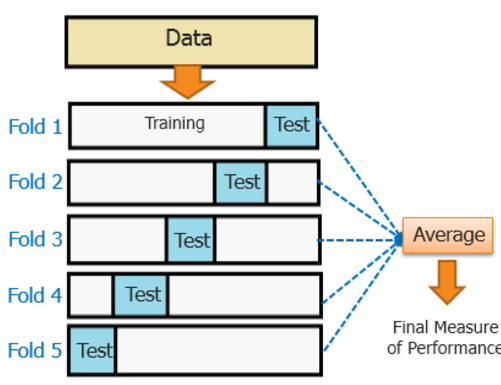 Data
Fold 1
Training
Test
Fold 2
Test
Fold 3
Test
Average
Fold 4
Test
Final Measure
of Performance
Fold 5
Test